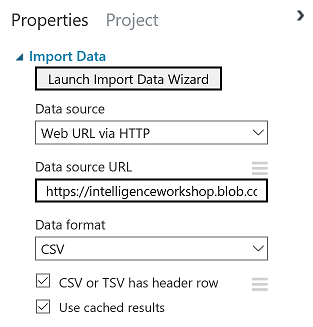 Properties Project
Import Data
Launch Import Data Wizard
Data source
Web URL via HTTP
Data source URL
https://intelligenceworkshop.blob.cc
Data format
CSV
CSV or TSV has header row
Use cached results